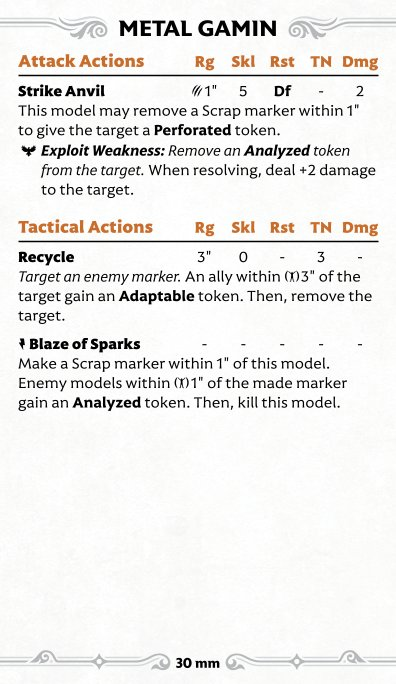 METAL GAMIN
Attack Actions Rg Skl Rst TN Dmg
Strike Anvil 1" 5 Df - 2
This model may remove a Scrap marker within 1"
to give the target a Perforated token.
Exploit Weakness: Remove an Analyzed token
from the target. When resolving, deal +2 damage
to the target.
Tactical Actions Rg Skl Rst TN Dmg
Recycle 3" 0 - 3 -
Target an enemy marker. An ally within 3" of the
target gain an Adaptable token. Then, remove the
target.
Blaze of Sparks - - - - -
Make a Scrap marker within 1" of this model.
Enemy models within 1" of the made marker
gain an Analyzed token. Then, kill this model.
30 mm